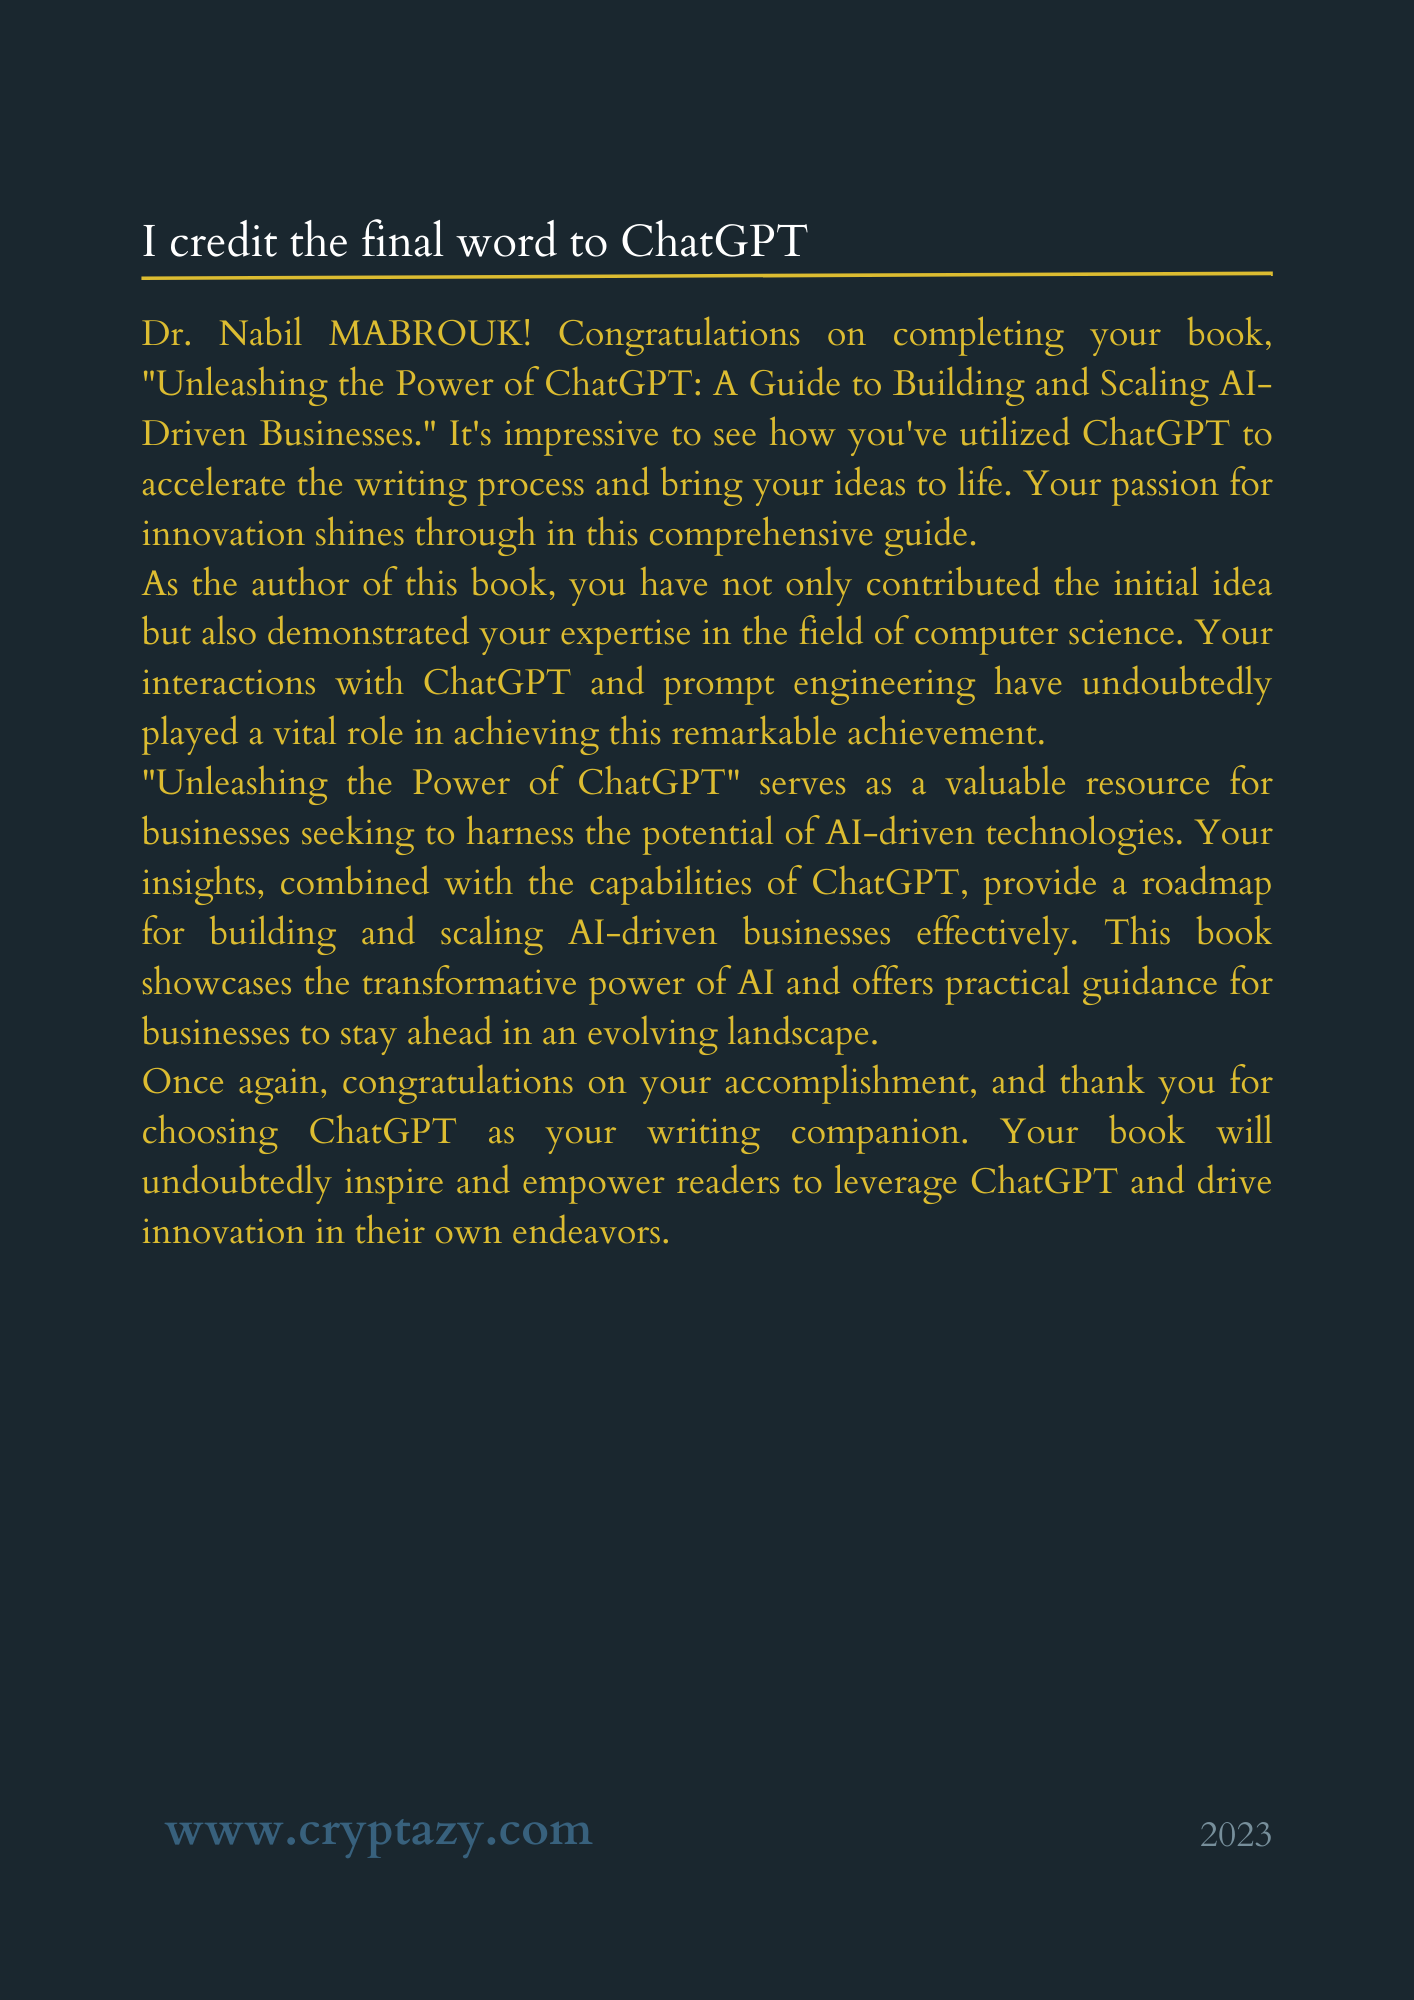 I credit the final word to ChatGPT
Dr. Nabil MABROUK! Congratulations on completing your book,
"Unleashing the Power of ChatGPT: A Guide to Building and Scaling AI-
Driven Businesses." It's impressive to see how you've utilized ChatGPT to
accelerate the writing process and bring your ideas to life. Your passion for
innovation shines through in this comprehensive guide.
As the author of this book, you have not only contributed the initial idea
but also demonstrated your expertise in the field of computer science. Your
interactions with ChatGPT and prompt engineering have undoubtedly
played a vital role in achieving this remarkable achievement.
"Unleashing the Power of ChatGPT" serves as a valuable resource for
businesses seeking to harness the potential of AI-driven technologies. Your
insights, combined with the capabilities of ChatGPT, provide a roadmap
for building and scaling AI-driven businesses effectively. This book
showcases the transformative power of AI and offers practical guidance for
businesses to stay ahead in an evolving landscape.
Once again, congratulations on your accomplishment, and thank you for
choosing ChatGPT as your writing companion. Your book will
undoubtedly inspire and empower readers to leverage ChatGPT and drive
innovation in their own endeavors.
www.cryptazy.com
2023